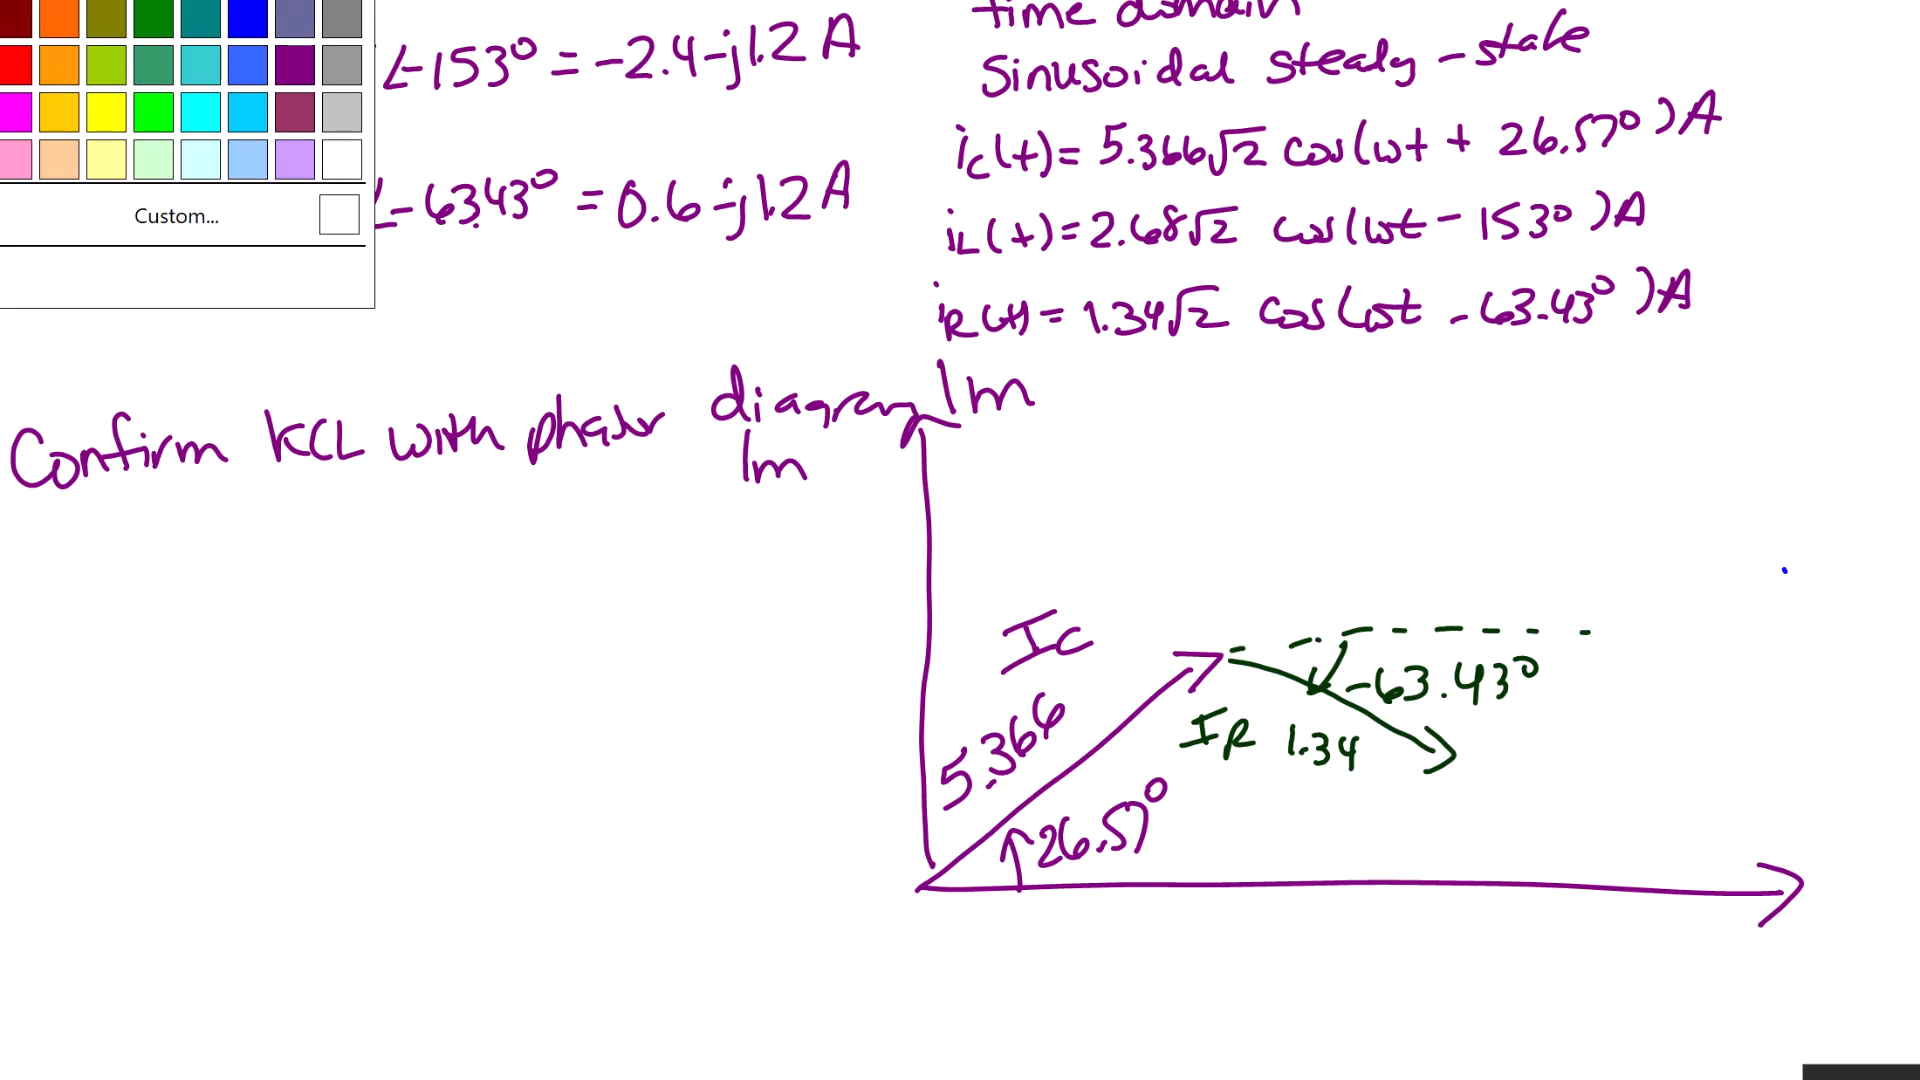 time domain
∠-153° = -2.4-j1.2 A
Sinusoidal steady-state
ic(t) = 5.366√2 cos(ωt + 26.57°) A
Custom...
∠-63.43° = 0.6-j1.2 A
iL(t) = 2.68√2 cos(ωt - 153°) A
iR(t) = 1.34√2 cos(ωt - 63.43°) A
Confirm KCL with phasor diagram
Im
Im
Ic
5.366
26.57°
-63.43°
IR 1.34